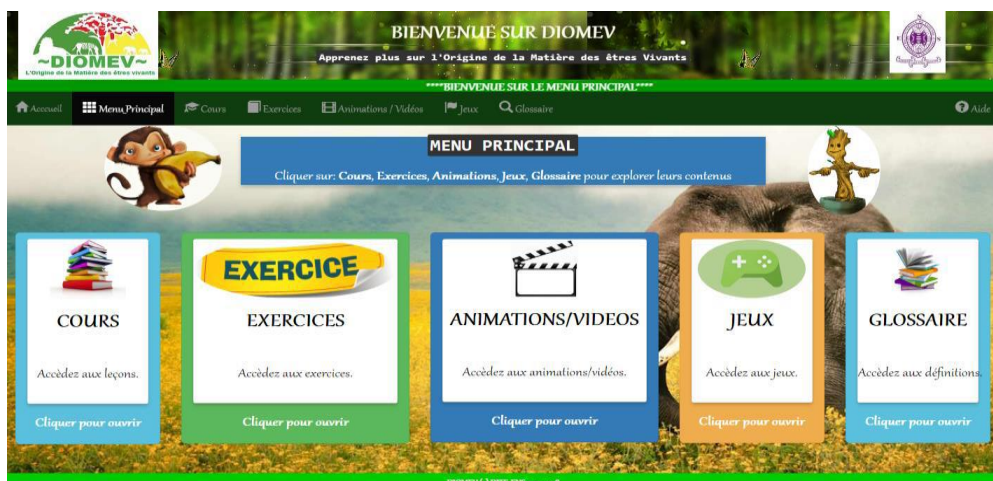 BIENVENUE SUR DIOMEV
Apprenez plus sur l'Origine de la Matière des êtres Vivants
~DIOMEV~
L'Origine de la Matière des êtres vivants
****BIENVENUE SUR LE MENU PRINCIPAL****
Accueil Menu Principal Cours Exercices Animations / Vidéos Jeux Glossaire Aide
MENU PRINCIPAL
Cliquer sur: Cours, Exercices, Animations, Jeux, Glossaire pour explorer leurs contenus
EXERCICE
COURS
Accèdez aux leçons.
Cliquer pour ouvrir
EXERCICES
Accèdez aux exercices.
Cliquer pour ouvrir
ANIMATIONS/VIDEOS
Accèdez aux animations/vidéos.
Cliquer pour ouvrir
JEUX
Accèdez aux jeux.
Cliquer pour ouvrir
GLOSSAIRE
Accèdez aux définitions.
Cliquer pour ouvrir